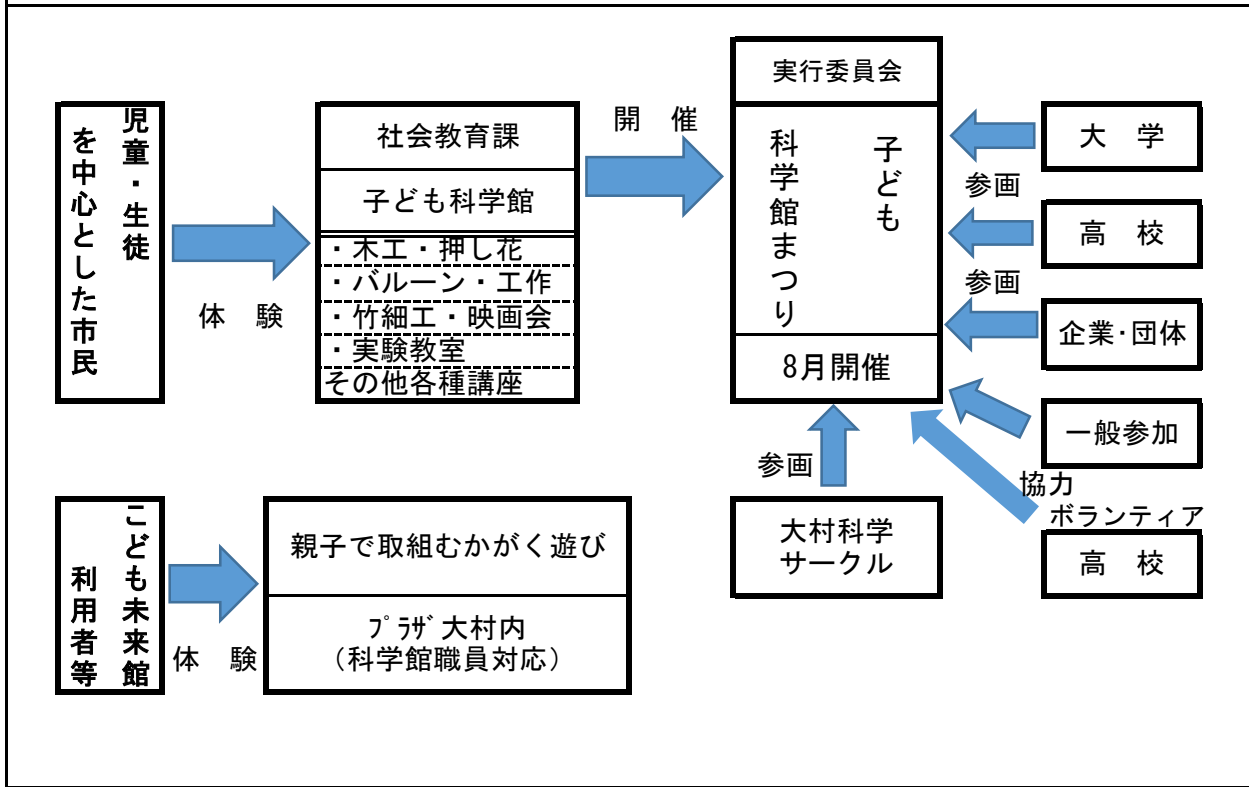 児童・生徒
を中心とした市民
体　験
社会教育課
子ども科学館
・木工・押し花
・バルーン・工作
・竹細工・映画会
・実験教室
その他各種講座
開　催
実行委員会
子ども
科学館まつり
8月開催
参画
大　学
参画
高　校
企業・団体
一般参加
協力
ボランティア
高　校
参画
大村科学
サークル
こども未来館
利用者等
体　験
親子で取組むかがく遊び
ﾌﾟﾗｻﾞ大村内
（科学館職員対応）